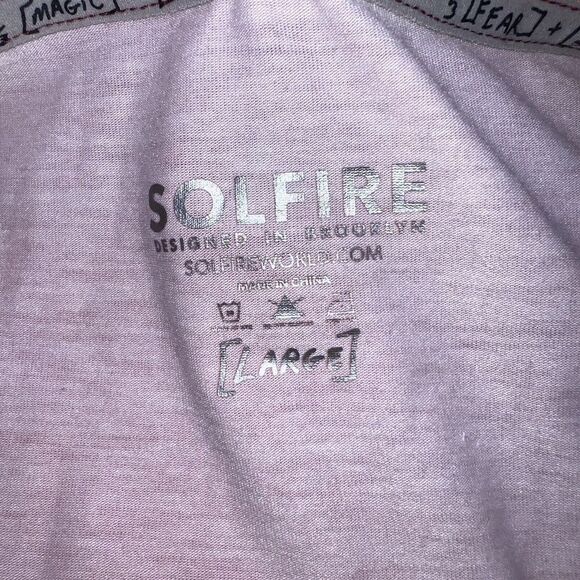 [MAGIC]
3 [FEAR] +
SOLFIRE
DESIGNED IN BROOKLYN
SOLFIREWORLD.COM
MADE IN CHINA
[LARGE]